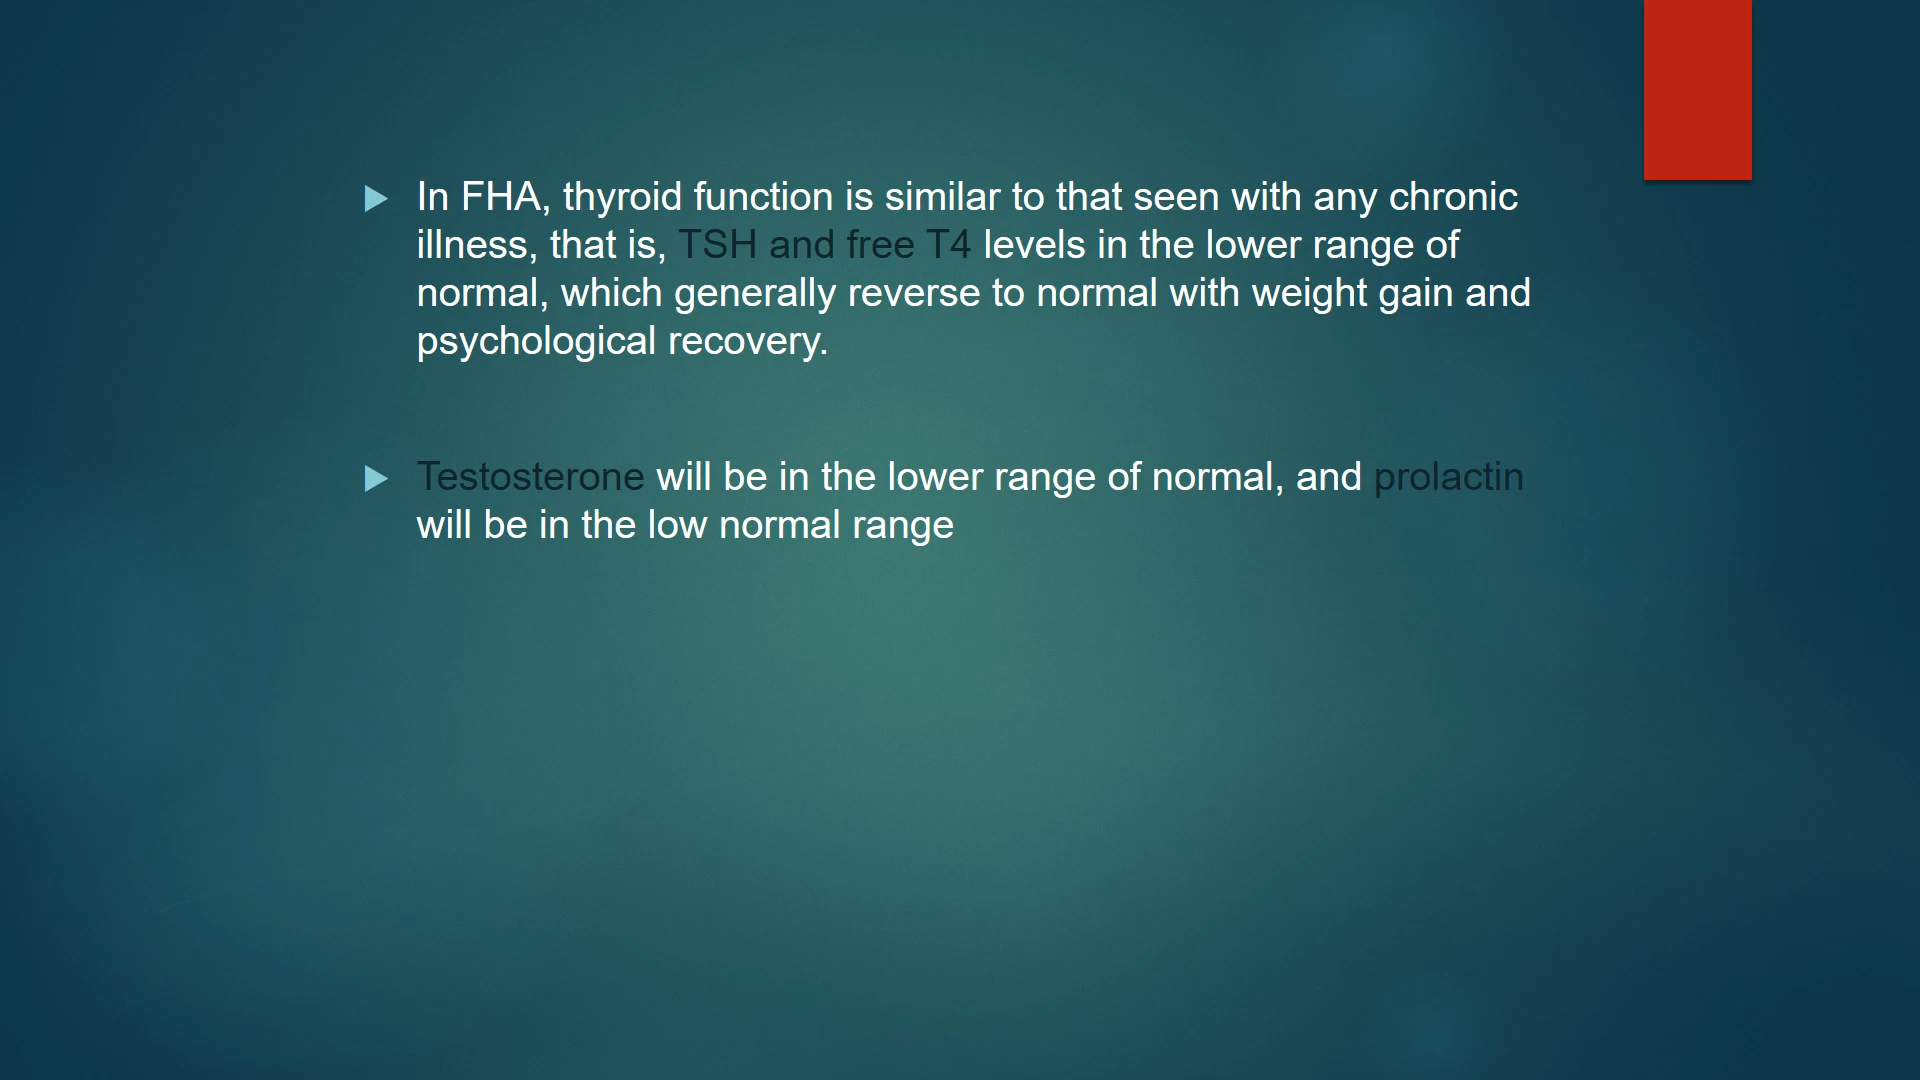 In FHA, thyroid function is similar to that seen with any chronic
illness, that is, TSH and free T4 levels in the lower range of
normal, which generally reverse to normal with weight gain and
psychological recovery.
Testosterone will be in the lower range of normal, and prolactin
will be in the low normal range